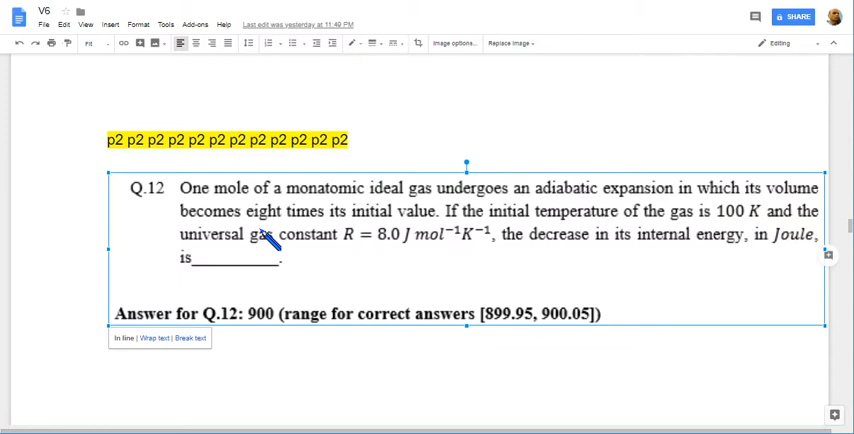 V6
File Edit View Insert Format Tools Add-ons Help Last edit was yesterday at 11:49 PM
SHARE
Fit Image options... Replace image Editing
p2 p2 p2 p2 p2 p2 p2 p2 p2 p2 p2 p2
Q.12 One mole of a monatomic ideal gas undergoes an adiabatic expansion in which its volume
becomes eight times its initial value. If the initial temperature of the gas is 100 K and the
universal gas constant R = 8.0 J mol⁻¹K⁻¹, the decrease in its internal energy, in Joule,
is__________.
Answer for Q.12: 900 (range for correct answers [899.95, 900.05])
In line | Wrap text | Break text